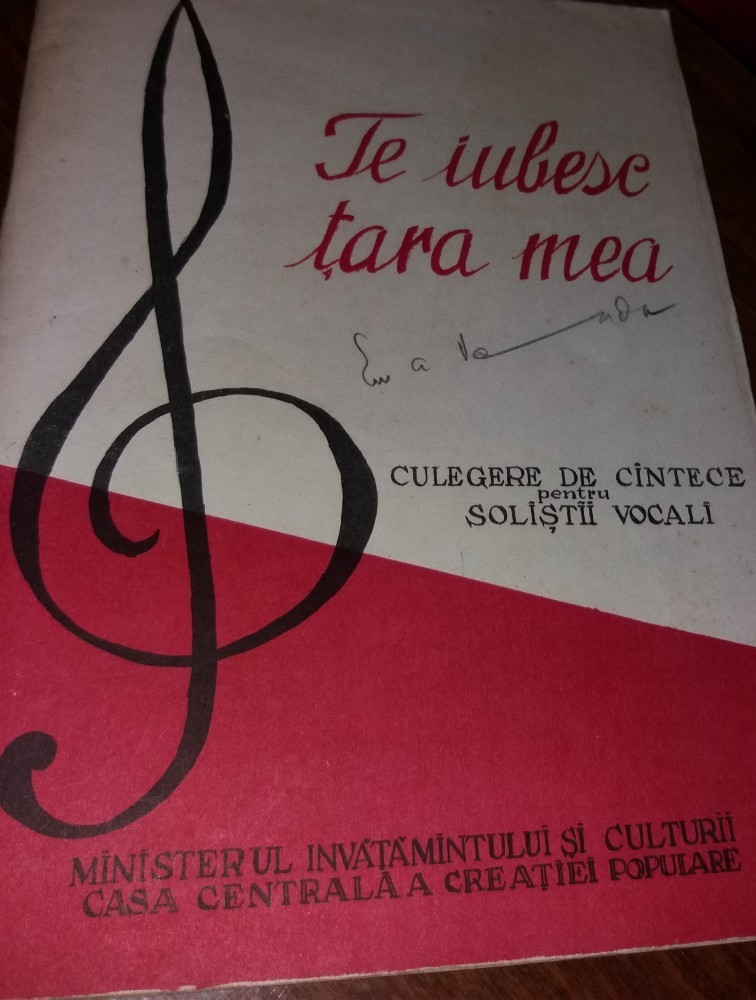 Te iubesc
țara mea
CULEGERE DE CÎNTECE
pentru
SOLIȘTII VOCALI
MINISTERUL INVĂȚĂMÎNTULUI ȘI CULTURII
CASA CENTRALĂ A CREAȚIEI POPULARE